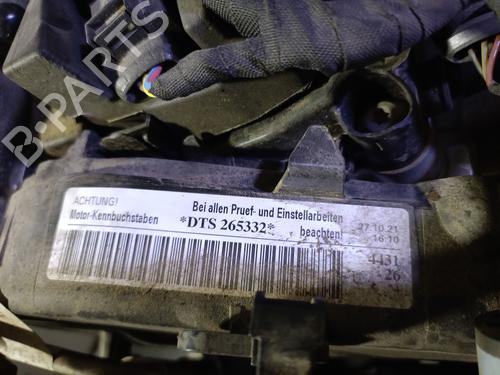 B-PARTS
ACHTUNG! Bei allen Pruef- und Einstellarbeiten
Motor-Kennbuchstaben *DTS 265332* beachten!
27.10.21
16:10
4431
26